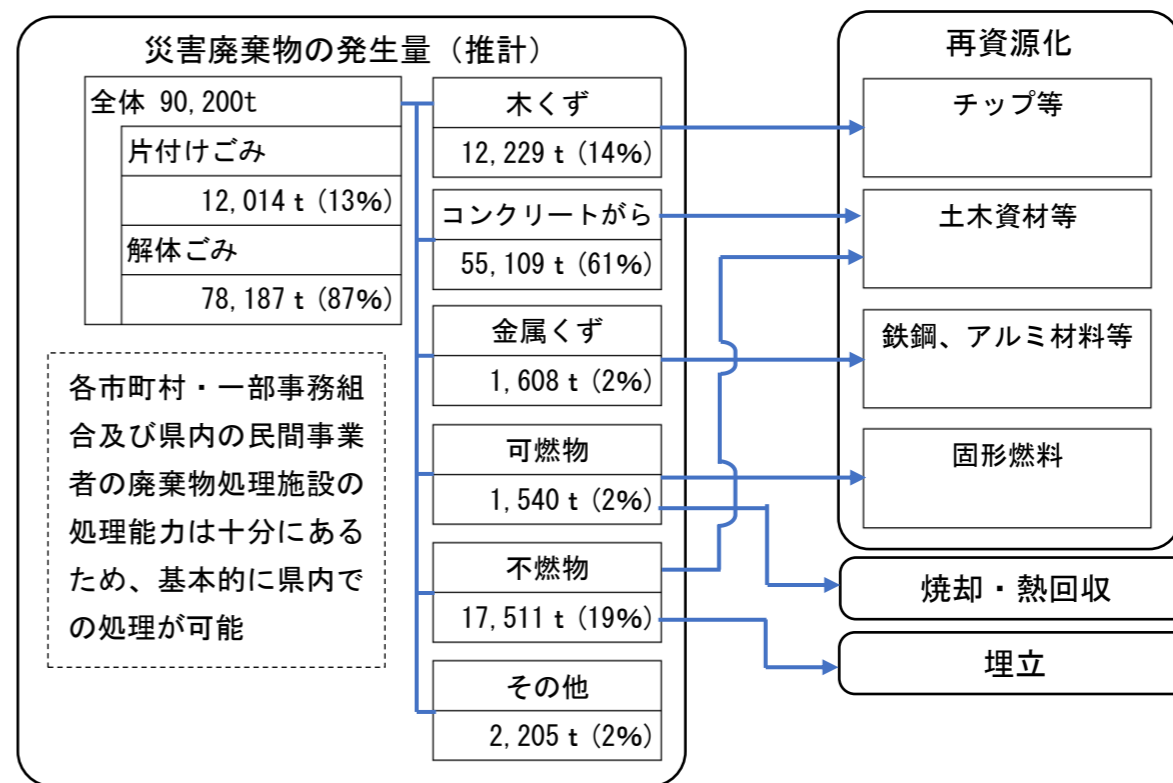 災害廃棄物の発生量（推計）
全体 90,200t
片付けごみ
12,014 t (13%)
解体ごみ
78,187 t (87%)
各市町村・一部事務組
合及び県内の民間事業
者の廃棄物処理施設の
処理能力は十分にある
ため、基本的に県内で
の処理が可能
木くず
12,229 t (14%)
コンクリートがら
55,109 t (61%)
金属くず
1,608 t (2%)
可燃物
1,540 t (2%)
不燃物
17,511 t (19%)
その他
2,205 t (2%)
再資源化
チップ等
土木資材等
鉄鋼、アルミ材料等
固形燃料
焼却・熱回収
埋立